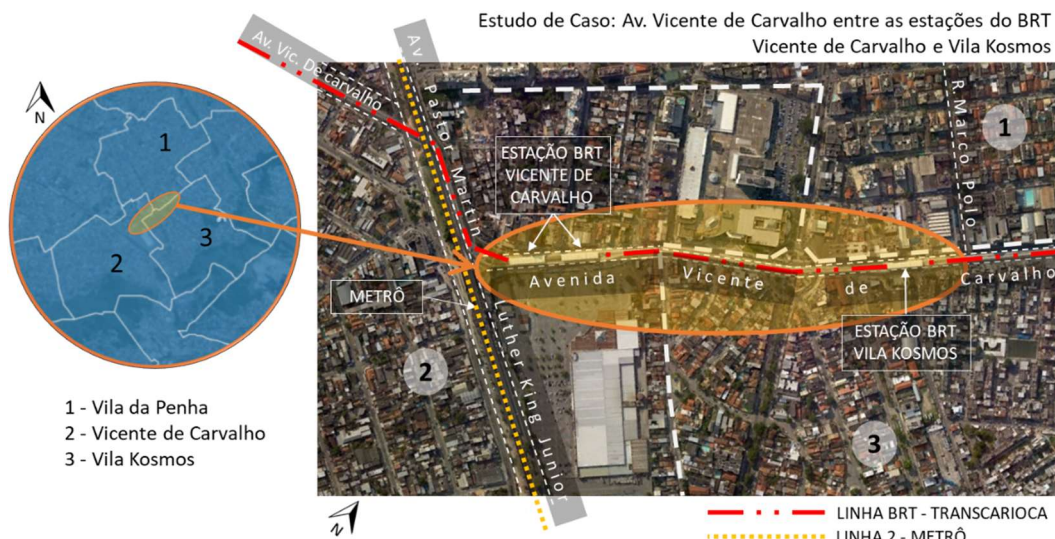 Estudo de Caso: Av. Vicente de Carvalho entre as estações do BRT
Vicente de Carvalho e Vila Kosmos
Av. Vic. De carvalho
Av Pastor Martin Luther King Junior
R. Marco Polo
N
1
2
3
ESTAÇÃO BRT
VICENTE DE
CARVALHO
1
Avenida Vicente de Carvalho
METRÔ
ESTAÇÃO BRT
VILA KOSMOS
2
3
1 - Vila da Penha
2 - Vicente de Carvalho
3 - Vila Kosmos
N
LINHA BRT - TRANSCARIOCA
LINHA 2 - METRÔ